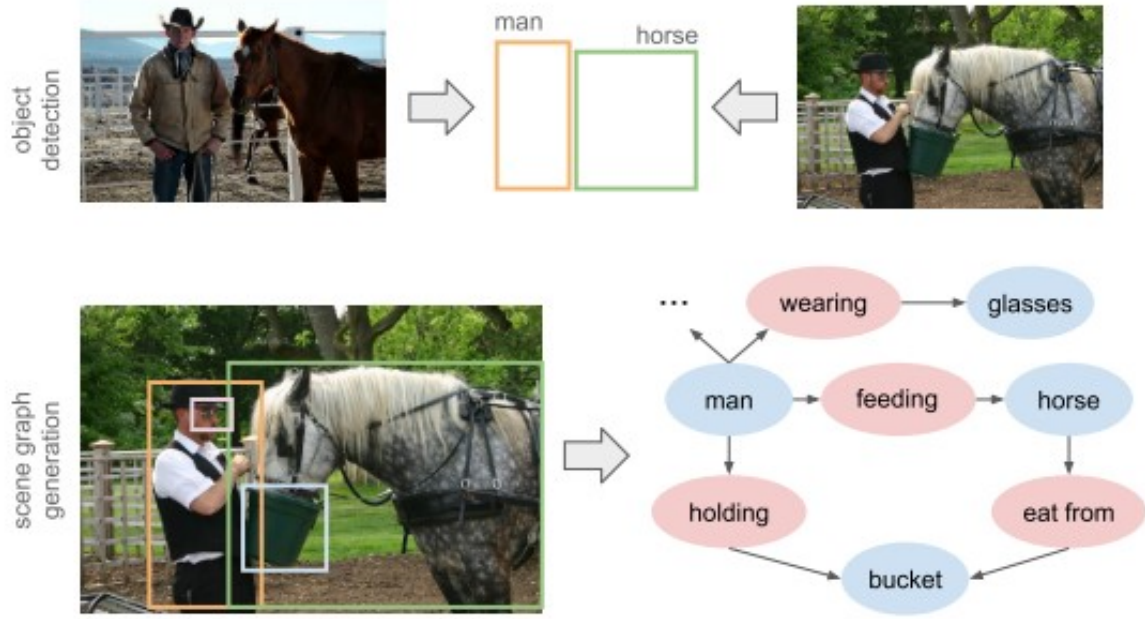 object
detection
man
horse
scene graph
generation
...
wearing
glasses
man
feeding
horse
holding
eat from
bucket